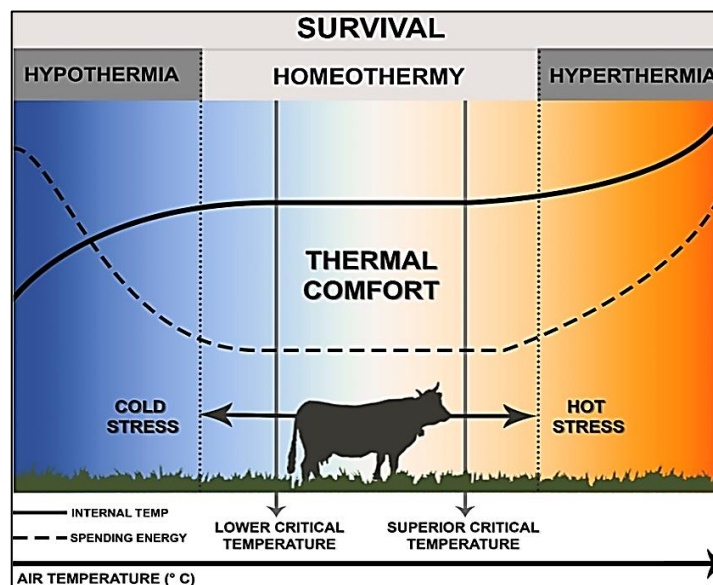 SURVIVAL
HYPOTHERMIA
HOMEOTHERMY
HYPERTHERMIA
THERMAL
COMFORT
COLD
STRESS
HOT
STRESS
INTERNAL TEMP
SPENDING ENERGY
LOWER CRITICAL
TEMPERATURE
SUPERIOR CRITICAL
TEMPERATURE
AIR TEMPERATURE (° C)